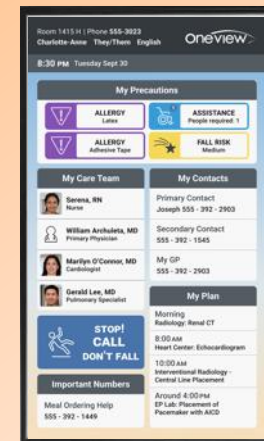 Room 1415 H | Phone 555-3023
Charlotte-Anne They/Them English
oneview
8:30 PM Tuesday Sept 30
My Precautions
ALLERGY
Latex
ASSISTANCE
People required: 1
ALLERGY
Adhesive Tape
FALL RISK
Medium
My Care Team
Serena, RN
Nurse
William Archuleta, MD
Primary Physician
Marilyn O'Connor, MD
Cardiologist
Gerald Lee, MD
Pulmonary Specialist
STOP!
CALL
DON'T FALL
Important Numbers
Meal Ordering Help
555 - 392 - 1449
My Contacts
Primary Contact
Joseph 555 - 392 - 2903
Secondary Contact
555 - 392 - 1545
My GP
555 - 392 - 2903
My Plan
Morning
Radiology: Renal CT
8:00 AM
Heart Center: Echocardiogram
10:00 AM
Interventional Radiology -
Central Line Placement
Around 4:00 PM
EP Lab: Placement of
Pacemaker with AICD